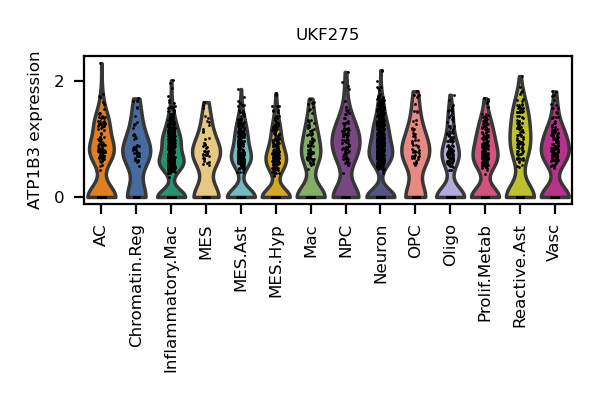 UKF275
ATP1B3 expression
2
0
AC
Chromatin.Reg
Inflammatory.Mac
MES
MES.Ast
MES.Hyp
Mac
NPC
Neuron
OPC
Oligo
Prolif.Metab
Reactive.Ast
Vasc